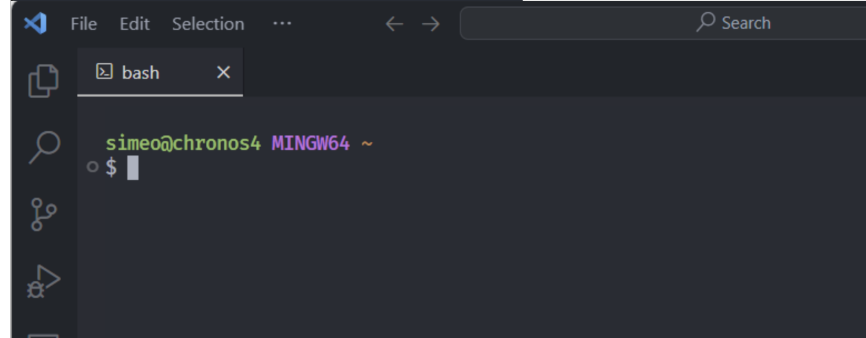 File Edit Selection ···
Search
bash
simeo@chronos4 MINGW64 ~
$